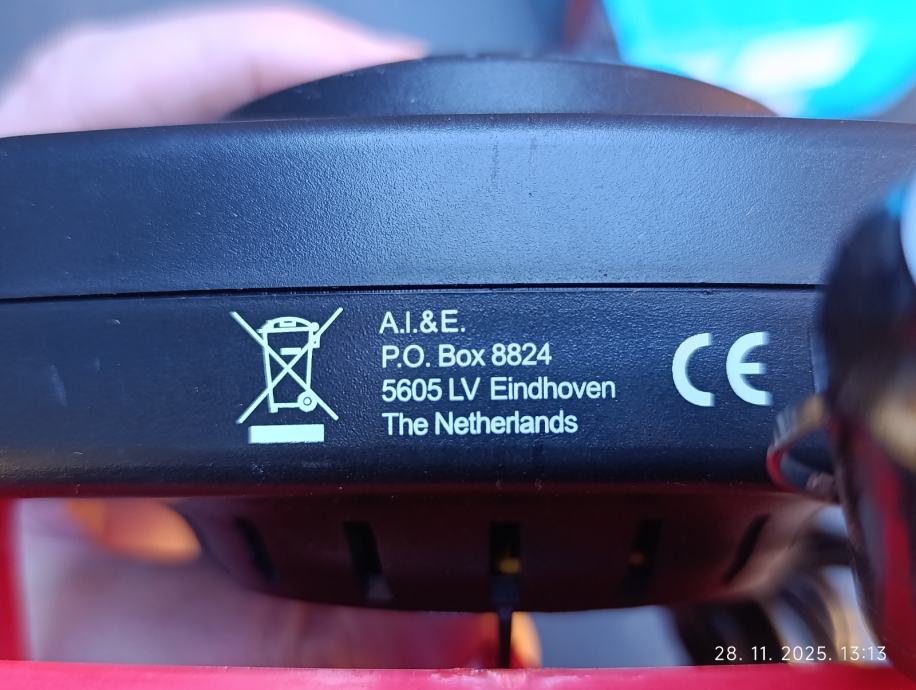 A.I.&E.
P.O. Box 8824
5605 LV Eindhoven
The Netherlands
CE
28. 11. 2025. 13:13